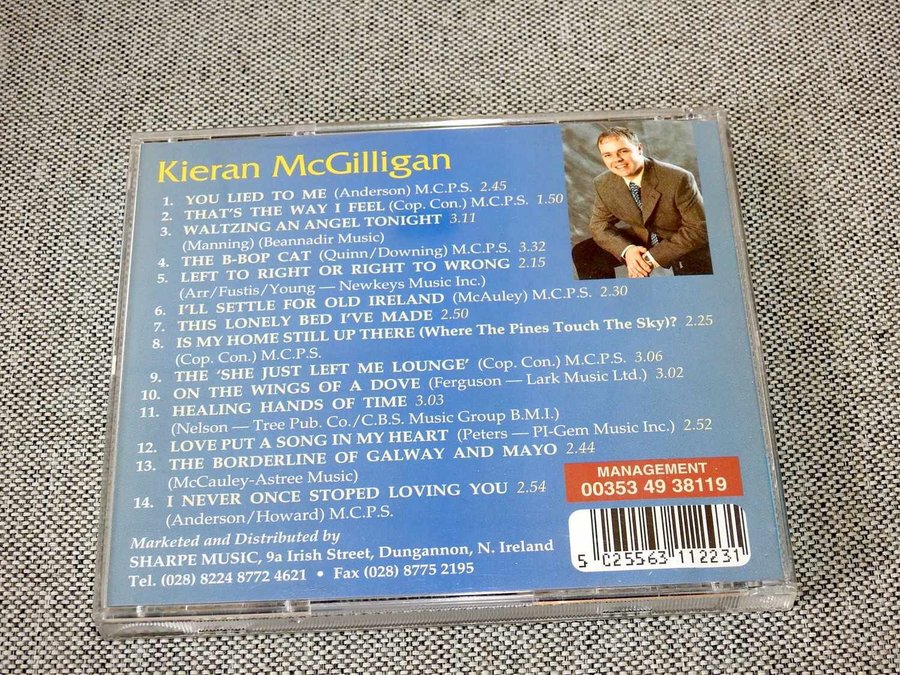 Kieran McGilligan
1. YOU LIED TO ME (Anderson) M.C.P.S. 2.45
2. THAT'S THE WAY I FEEL (Cop. Con.) M.C.P.S. 1.50
3. WALTZING AN ANGEL TONIGHT 3.11
(Manning) (Beannadir Music)
4. THE B-BOP CAT (Quinn/Downing) M.C.P.S. 3.32
5. LEFT TO RIGHT OR RIGHT TO WRONG 2.15
(Arr/Fustis/Young — Newkeys Music Inc.)
6. I'LL SETTLE FOR OLD IRELAND (McAuley) M.C.P.S. 2.30
7. THIS LONELY BED I'VE MADE 2.50
8. IS MY HOME STILL UP THERE (Where The Pines Touch The Sky)? 2.25
(Cop. Con.) M.C.P.S.
9. THE 'SHE JUST LEFT ME LOUNGE' (Cop. Con.) M.C.P.S. 3.06
10. ON THE WINGS OF A DOVE (Ferguson — Lark Music Ltd.) 3.02
11. HEALING HANDS OF TIME 3.03
(Nelson — Tree Pub. Co./C.B.S. Music Group B.M.I.)
12. LOVE PUT A SONG IN MY HEART (Peters — PI-Gem Music Inc.) 2.52
13. THE BORDERLINE OF GALWAY AND MAYO 2.44
(McCauley-Astree Music)
14. I NEVER ONCE STOPED LOVING YOU 2.54
(Anderson/Howard) M.C.P.S.
Marketed and Distributed by
SHARPE MUSIC, 9a Irish Street, Dungannon, N. Ireland
Tel. (028) 8224 8772 4621 • Fax (028) 8775 2195
MANAGEMENT
00353 49 38119
5 C25563 112231